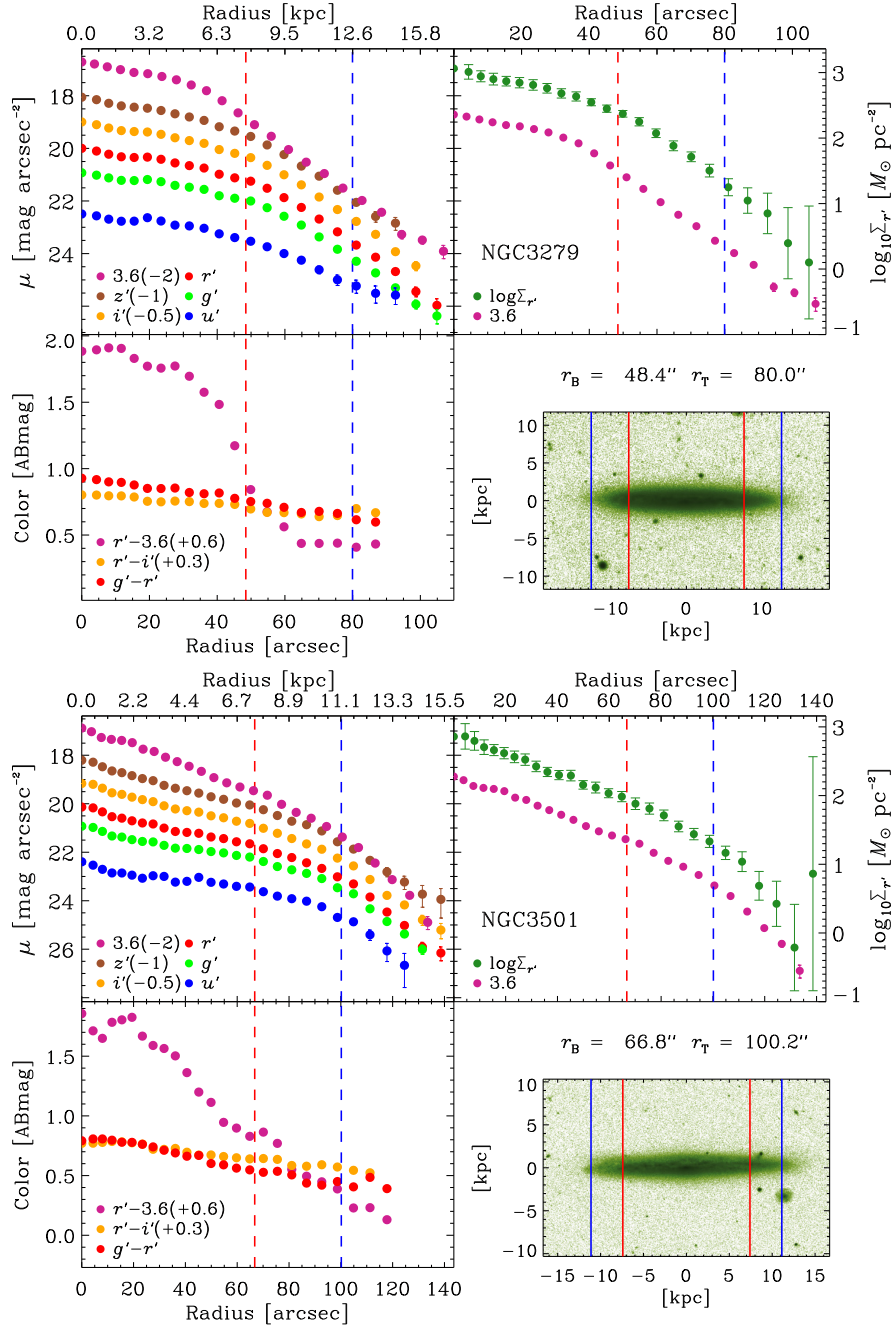 Radius [kpc]
0.0 3.2 6.3 9.5 12.6 15.8
Radius [arcsec]
0 20 40 60 80 100
μ [mag arcsec⁻²]
18
20
22
24
3.6(−2) r′
z′(−1) g′
i′(−0.5) u′
NGC3279
logΣr′
3.6
3
2
1
0
−1
log₁₀Σr′ [M⊙ pc⁻²]
Color [ABmag]
2.0
1.5
1.0
0.5
r′−3.6(+0.6)
r′−i′(+0.3)
g′−r′
0 20 40 60 80 100
Radius [arcsec]
rB = 48.4″ rT = 80.0″
[kpc]
10
5
0
−5
−10
−10 0 10
[kpc]
Radius [kpc]
0.0 2.2 4.4 6.7 8.9 11.1 13.3 15.5
Radius [arcsec]
20 40 60 80 100 120 140
μ [mag arcsec⁻²]
18
20
22
24
26
3.6(−2) r′
z′(−1) g′
i′(−0.5) u′
NGC3501
logΣr′
3.6
3
2
1
0
−1
log₁₀Σr′ [M⊙ pc⁻²]
Color [ABmag]
1.5
1.0
0.5
0.0
r′−3.6(+0.6)
r′−i′(+0.3)
g′−r′
0 20 40 60 80 100 120 140
Radius [arcsec]
rB = 66.8″ rT = 100.2″
[kpc]
10
5
0
−5
−10
−15 −10 −5 0 5 10 15
[kpc]